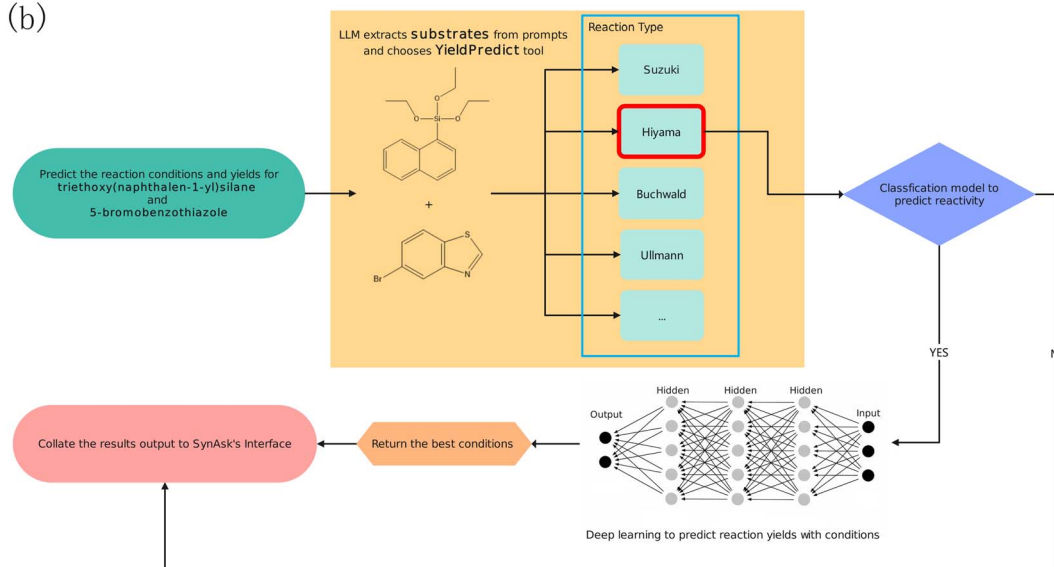 (b)
LLM extracts substrates from prompts
and chooses YieldPredict tool
Reaction Type
Suzuki
Hiyama
Buchwald
Ullmann
...
O
Si
O
O
+
S
N
Br
Predict the reaction conditions and yields for
triethoxy(naphthalen-1-yl)silane
and
5-bromobenzothiazole
Classfication model to
predict reactivity
YES
N
Hidden
Hidden
Hidden
Output
Input
Deep learning to predict reaction yields with conditions
Return the best conditions
Collate the results output to SynAsk's Interface